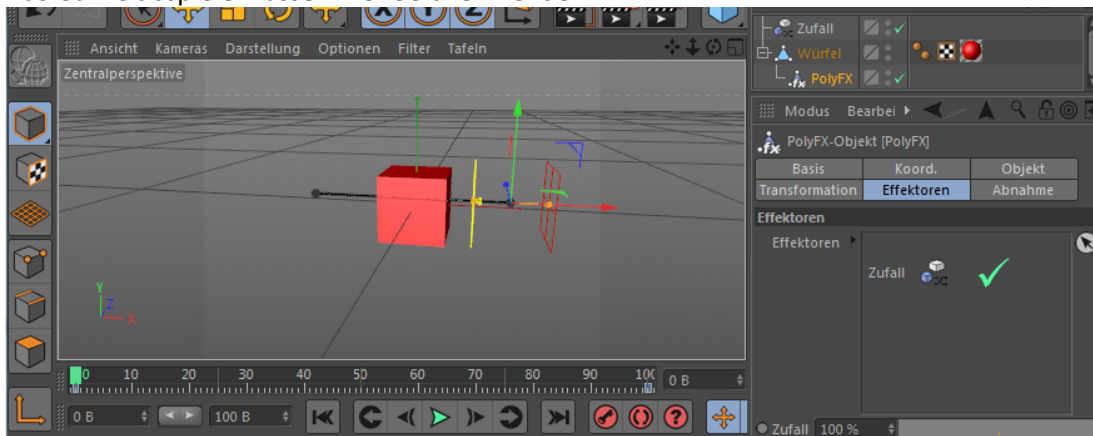 Zufall
Würfel
PolyFX
Ansicht Kameras Darstellung Optionen Filter Tafeln
Zentralperspektive
Y
Z
X
Modus Bearbei
PolyFX-Objekt [PolyFX]
Basis Koord. Objekt
Transformation Effektoren Abnahme
Effektoren
Effektoren
Zufall
0 10 20 30 40 50 60 70 80 90 100 0 B
0 B 100 B
Zufall 100 %